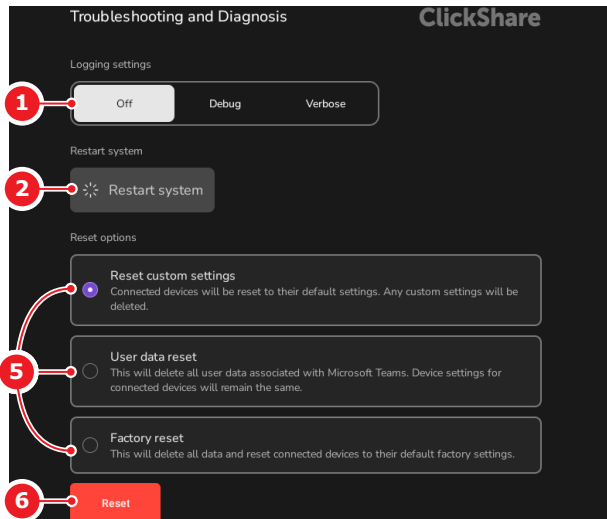 Troubleshooting and Diagnosis
ClickShare
Logging settings
1
Off
Debug
Verbose
Restart system
2
Restart system
Reset options
Reset custom settings
Connected devices will be reset to their default settings. Any custom settings will be
deleted.
5
User data reset
This will delete all user data associated with Microsoft Teams. Device settings for
connected devices will remain the same.
Factory reset
This will delete all data and reset connected devices to their default factory settings.
6
Reset